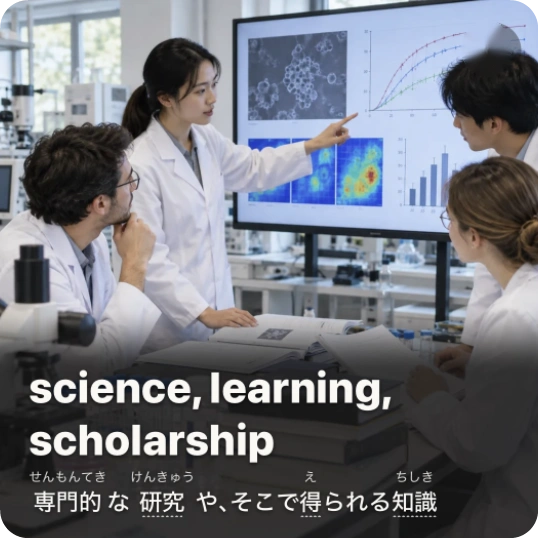 science, learning,
scholarship
せんもんてき けんきゅう え ちしき
専門的な研究や、そこで得られる知識